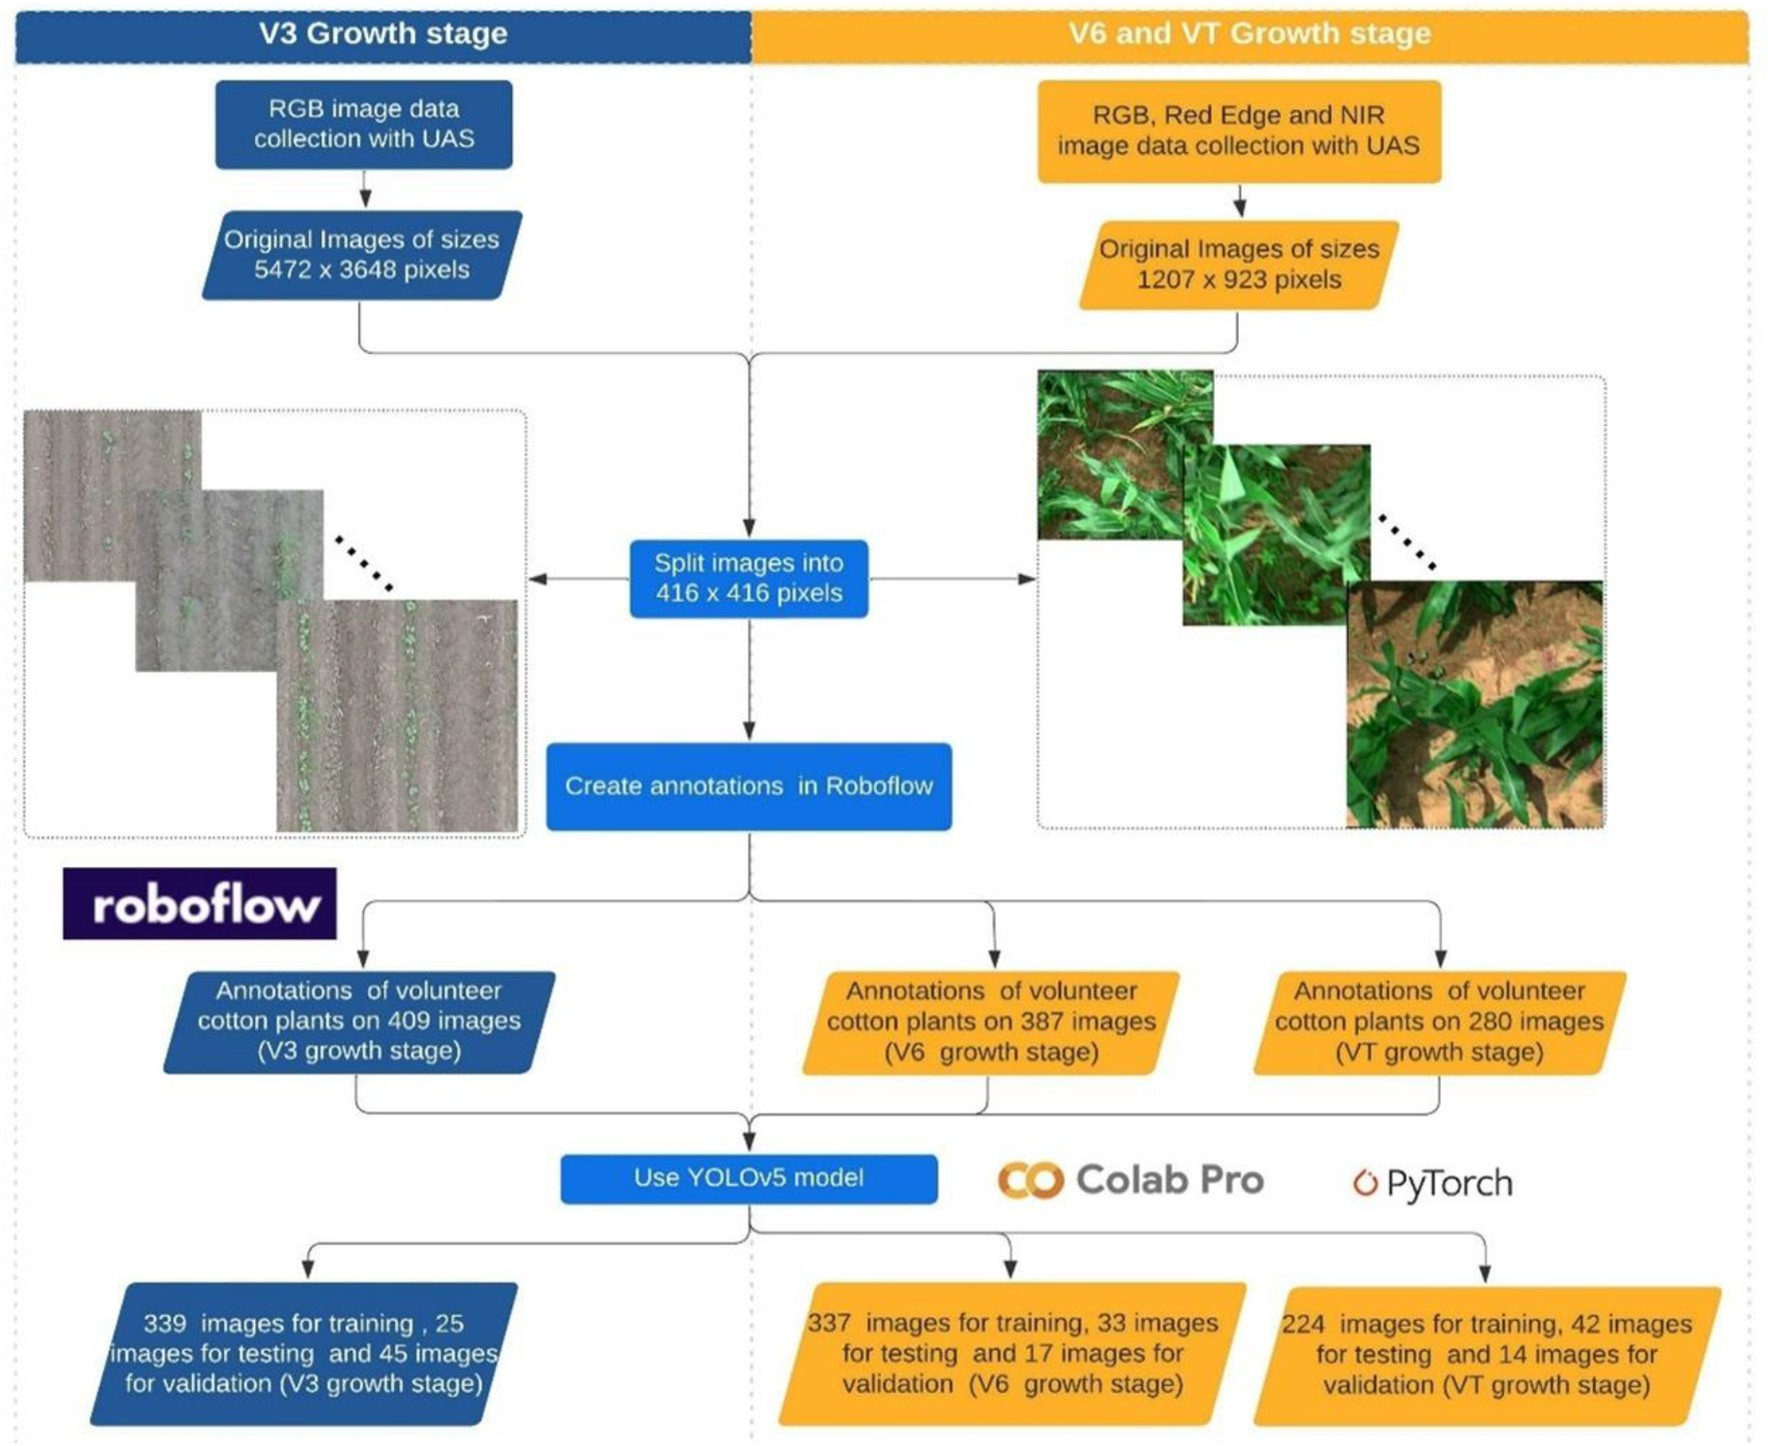 V3 Growth stage
V6 and VT Growth stage
RGB image data
collection with UAS
RGB, Red Edge and NIR
image data collection with UAS
Original Images of sizes
5472 x 3648 pixels
Original Images of sizes
1207 x 923 pixels
Split images into
416 x 416 pixels
Create annotations in Roboflow
roboflow
Annotations of volunteer
cotton plants on 409 images
(V3 growth stage)
Annotations of volunteer
cotton plants on 387 images
(V6 growth stage)
Annotations of volunteer
cotton plants on 280 images
(VT growth stage)
Use YOLOv5 model
Colab Pro
PyTorch
339 images for training , 25
images for testing and 45 images
for validation (V3 growth stage)
337 images for training, 33 images
for testing and 17 images for
validation (V6 growth stage)
224 images for training, 42 images
for testing and 14 images for
validation (VT growth stage)